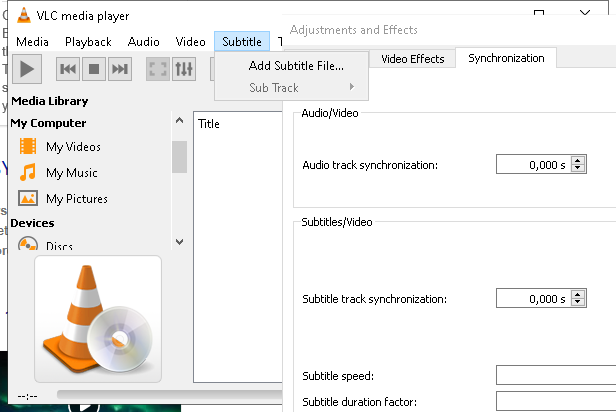 VLC media player
Adjustments and Effects
Media Playback Audio Video Subtitle
Add Subtitle File...
Sub Track
Video Effects Synchronization
Media Library
My Computer
My Videos
My Music
My Pictures
Devices
Discs
Title
Audio/Video
Audio track synchronization: 0,000 s
Subtitles/Video
Subtitle track synchronization: 0,000 s
Subtitle speed:
Subtitle duration factor:
--:--